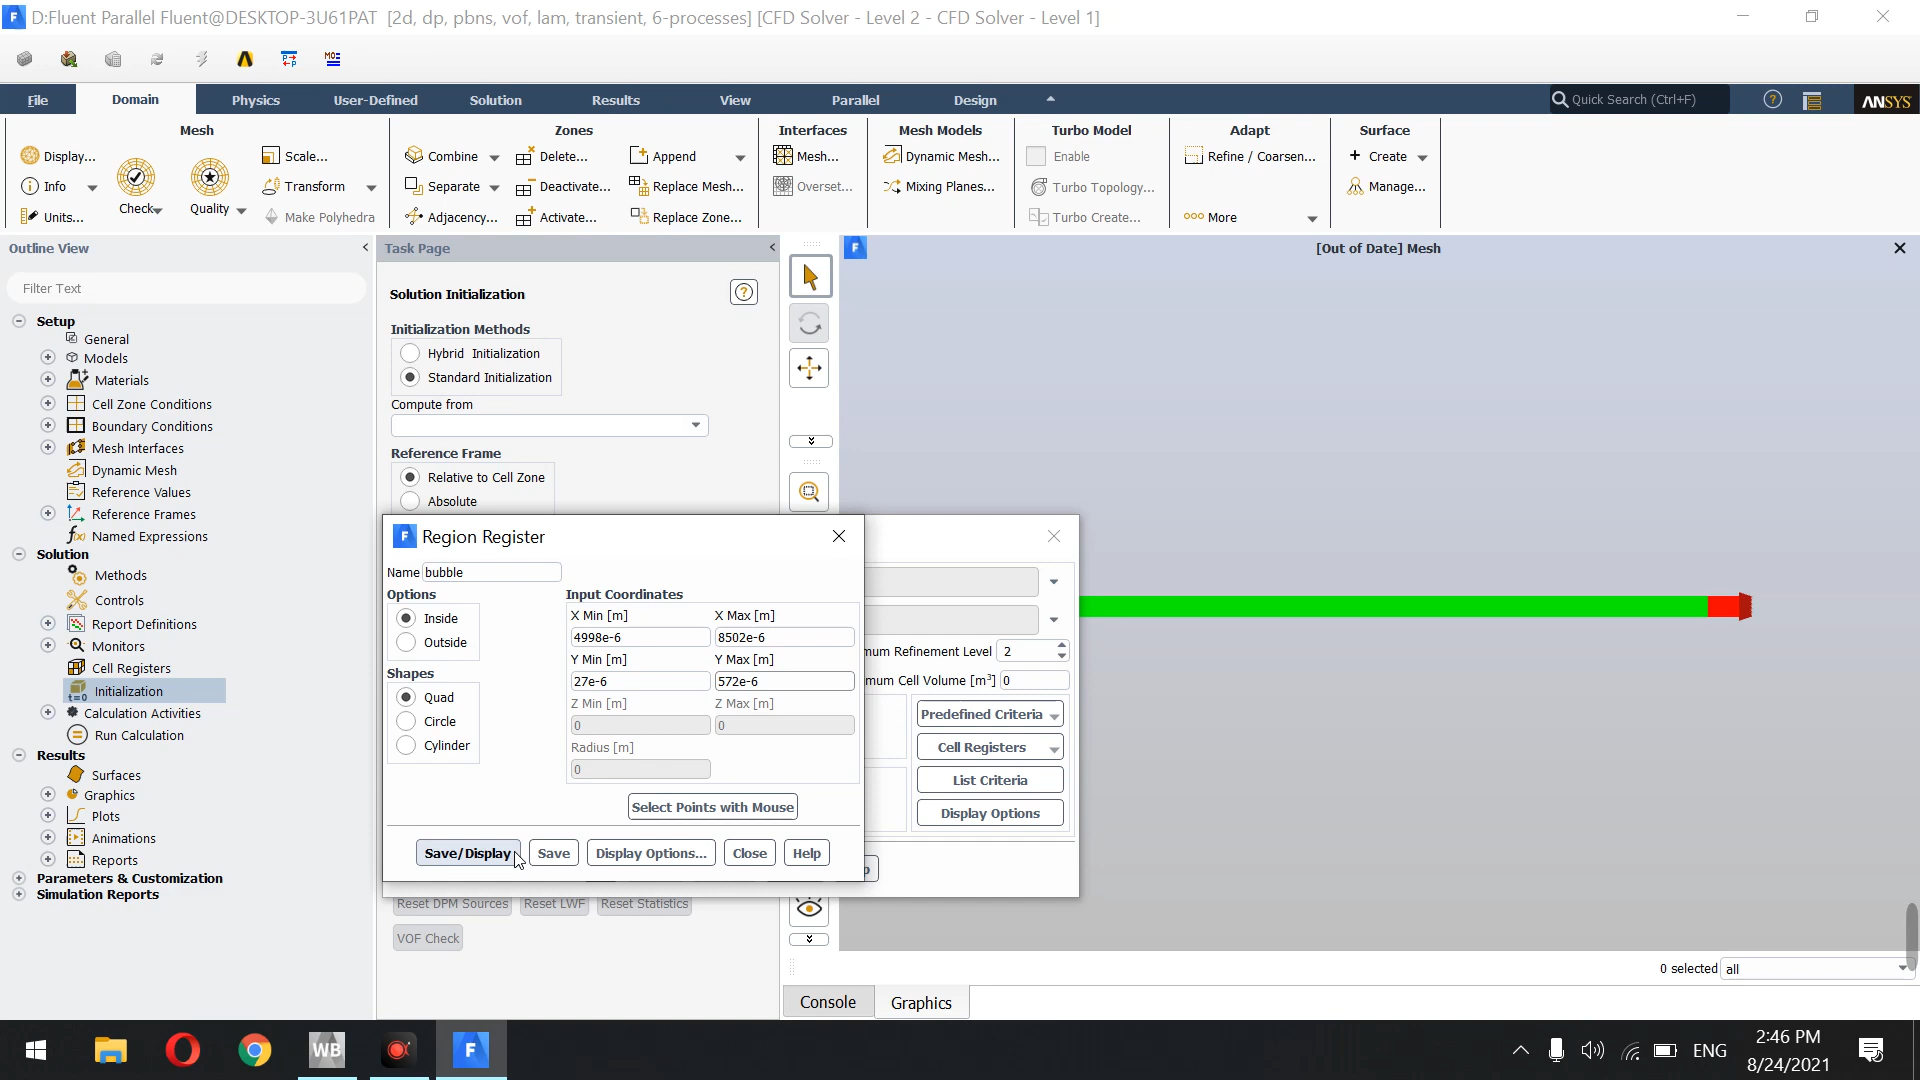 D:Fluent Parallel Fluent@DESKTOP-3U61PAT [2d, dp, pbns, vof, lam, transient, 6-processes] [CFD Solver - Level 2 - CFD Solver - Level 1]
File Domain Physics User-Defined Solution Results View Parallel Design Quick Search (Ctrl+F) ANSYS
Mesh Zones Interfaces Mesh Models Turbo Model Adapt Surface
Display... Scale... Combine Delete... Append Mesh... Dynamic Mesh... Enable Refine / Coarsen... Create
Info Transform Separate Deactivate... Replace Mesh... Overset... Mixing Planes... Turbo Topology... Manage...
Check Quality
Units... Make Polyhedra Adjacency... Activate... Replace Zone... Turbo Create... More
Outline View
Filter Text
Setup
General
Models
Materials
Cell Zone Conditions
Boundary Conditions
Mesh Interfaces
Dynamic Mesh
Reference Values
Reference Frames
Named Expressions
Solution
Methods
Controls
Report Definitions
Monitors
Cell Registers
t=0 Initialization
Calculation Activities
Run Calculation
Results
Surfaces
Graphics
Plots
Animations
Reports
Parameters & Customization
Simulation Reports
Task Page
Solution Initialization
Initialization Methods
Hybrid Initialization
Standard Initialization
Compute from
Reference Frame
Relative to Cell Zone
Absolute
Region Register
Name bubble
Options
Inside
Outside
Shapes
Quad
Circle
Cylinder
Input Coordinates
X Min [m] X Max [m]
4998e-6 8502e-6
Y Min [m] Y Max [m]
27e-6 572e-6
Z Min [m] Z Max [m]
0 0
Radius [m]
0
Select Points with Mouse
Save/Display Save Display Options... Close Help
mum Refinement Level 2
mum Cell Volume [m³] 0
Predefined Criteria
Cell Registers
List Criteria
Display Options
p
Reset DPM Sources Reset LWF Reset Statistics
VOF Check
[Out of Date] Mesh
0 selected all
Console Graphics
WB
ENG
2:46 PM
8/24/2021